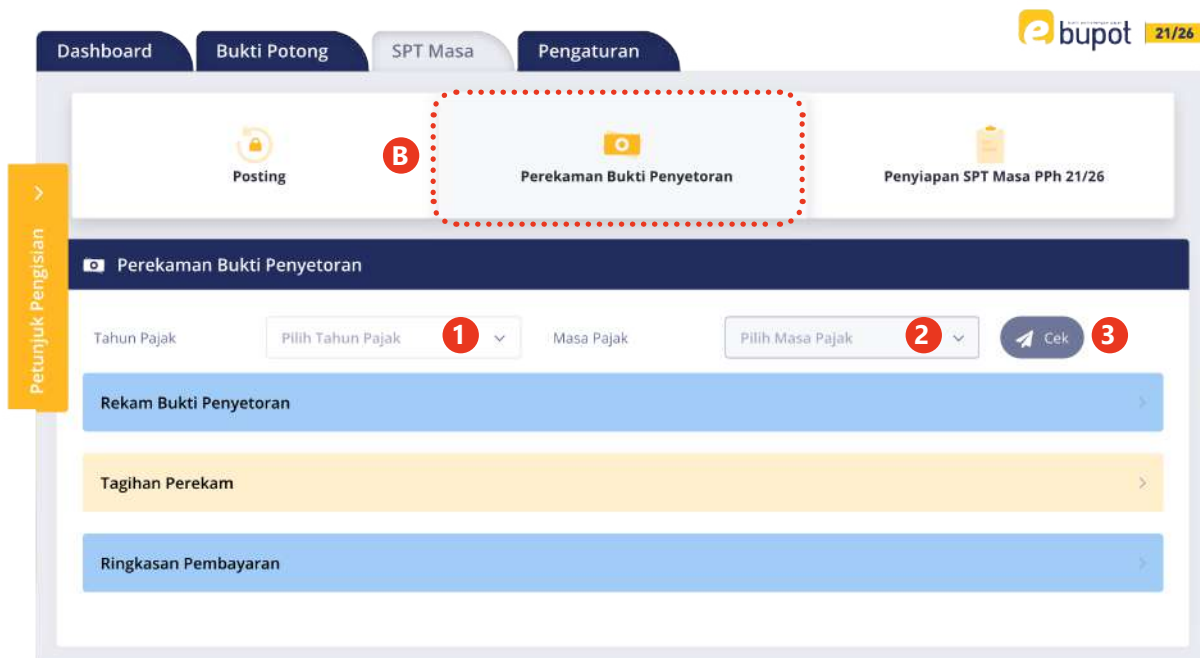 e bupot 21/26
Dashboard Bukti Potong SPT Masa Pengaturan
B
Posting Perekaman Bukti Penyetoran Penyiapan SPT Masa PPh 21/26
Petunjuk Pengisian
Perekaman Bukti Penyetoran
Tahun Pajak Pilih Tahun Pajak 1 Masa Pajak Pilih Masa Pajak 2 Cek 3
Rekam Bukti Penyetoran
Tagihan Perekam
Ringkasan Pembayaran